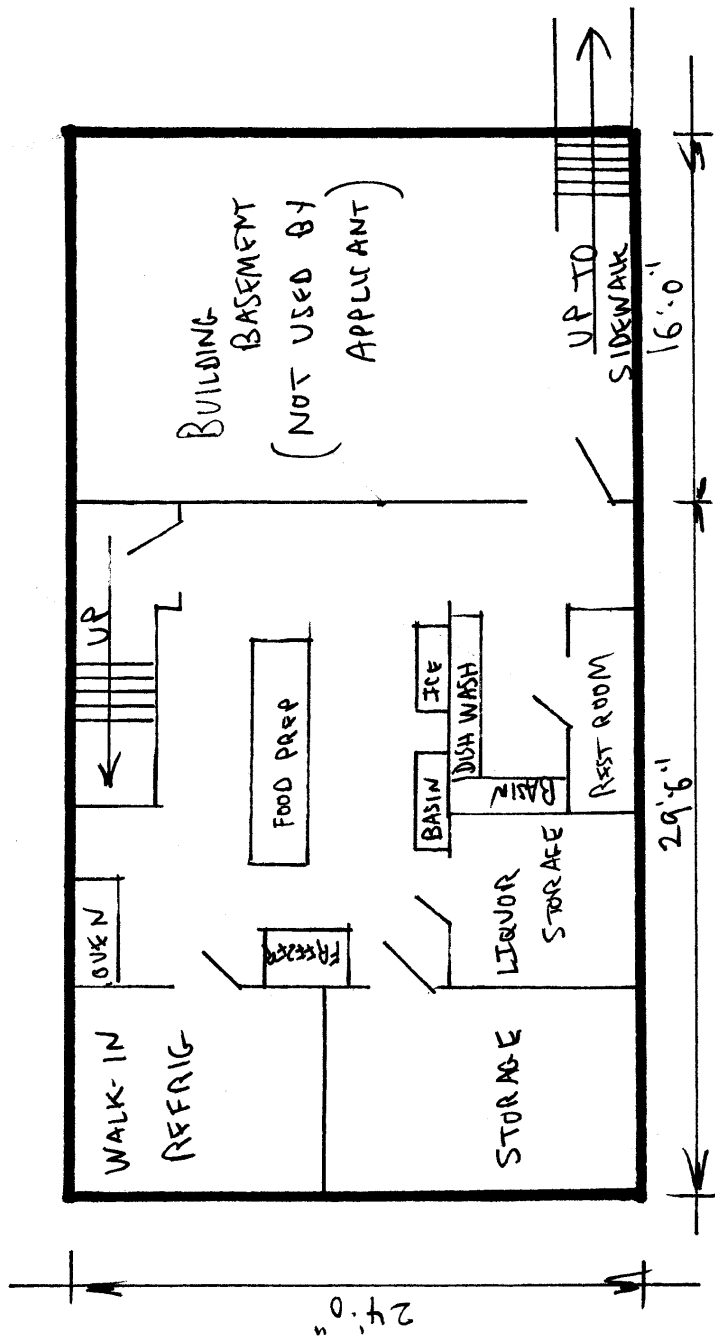 BUILDING
BASEMENT
(NOT USED BY
APPLICANT)
UP TO
SIDEWALK
16'-0"
UP
FOOD PREP
ICE
DISH WASH
BASIN
BASIN
REST ROOM
29'-6"
OVEN
FREEZER
LIQUOR
STORAGE
WALK-IN
REFRIG
STORAGE
24'-0"